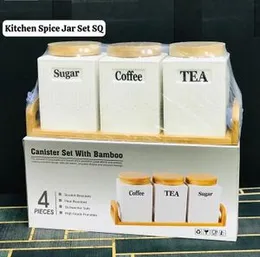 Kitchen Spice Jar Set SQ
Sugar
Coffee
TEA
Canister Set With Bamboo
4
PIECES
Coffee
TEA
Sugar